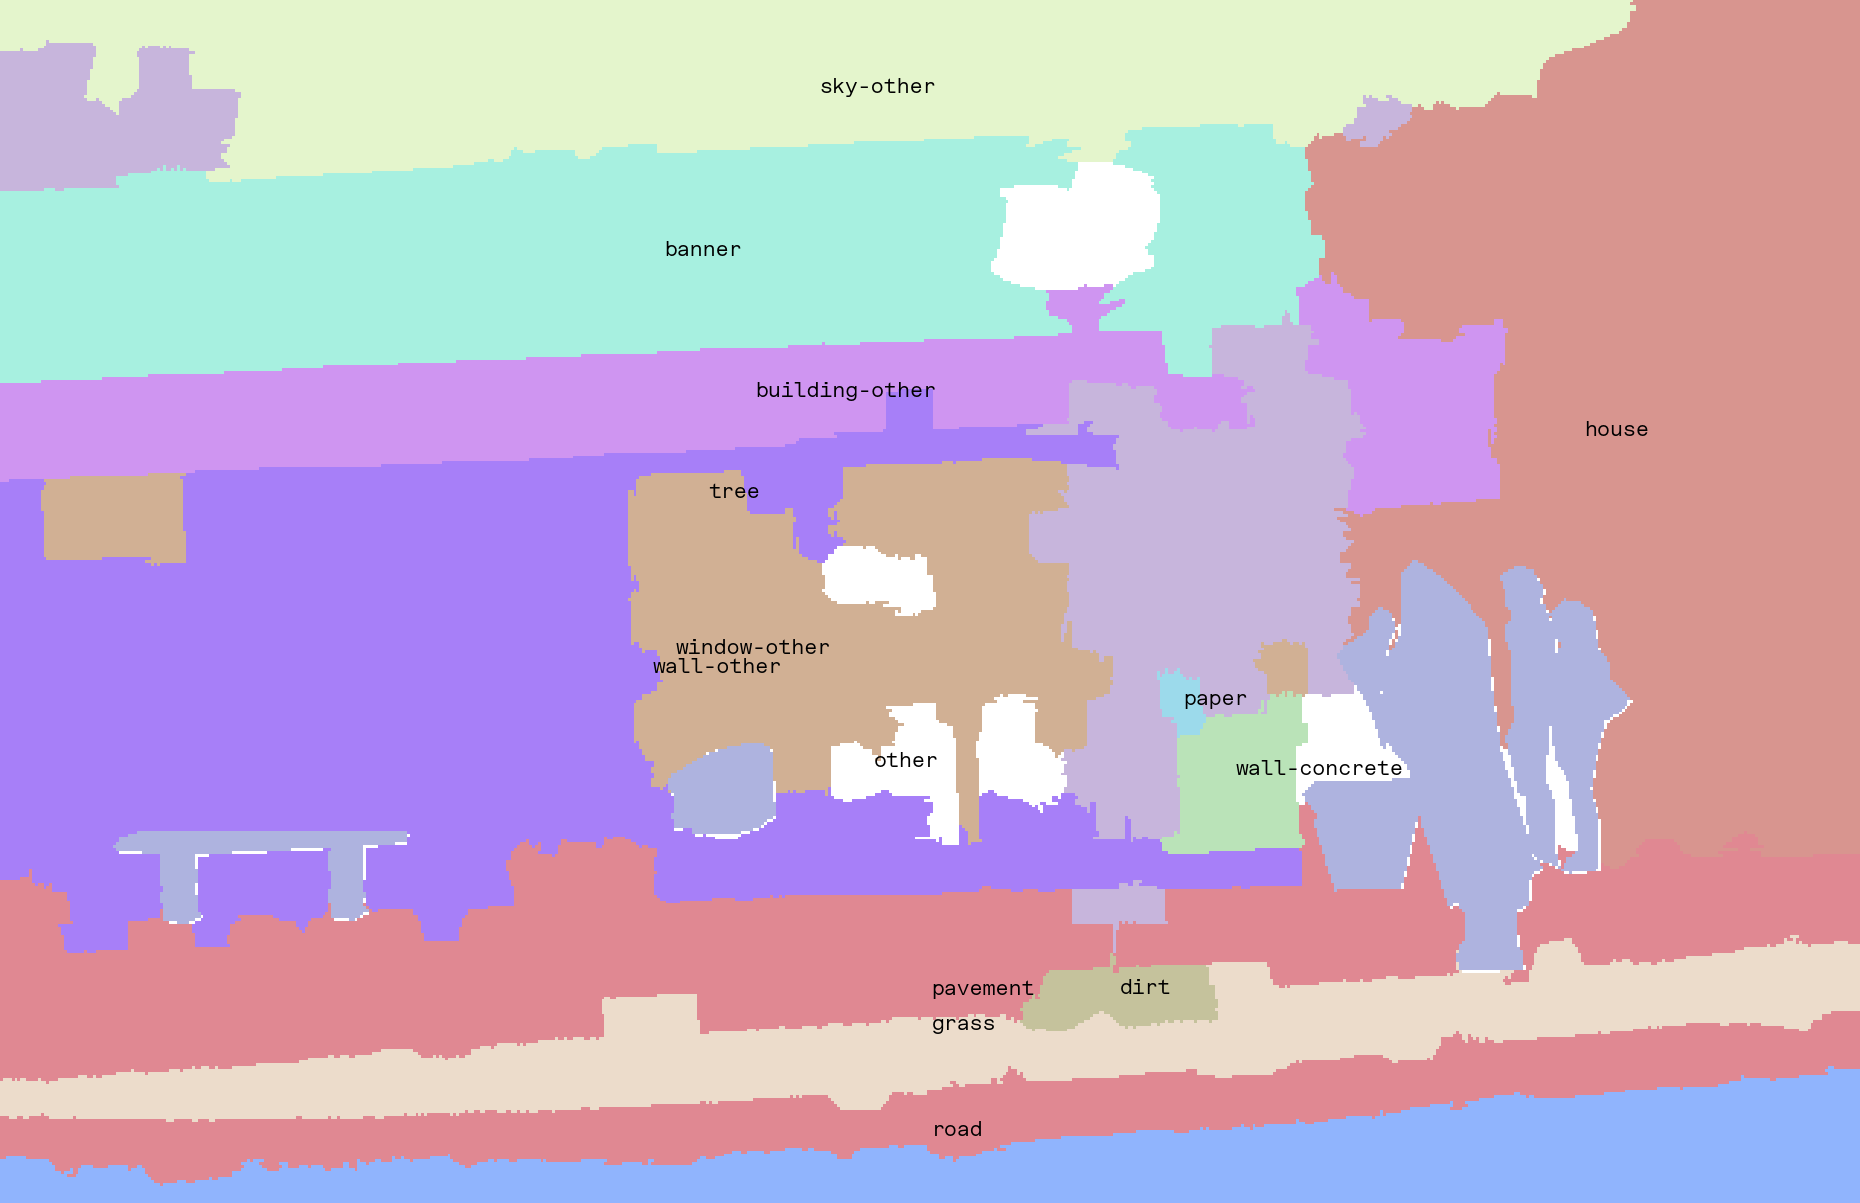 sky-other
banner
building-other
house
tree
window-other
wall-other
paper
other
wall-concrete
pavement
dirt
grass
road